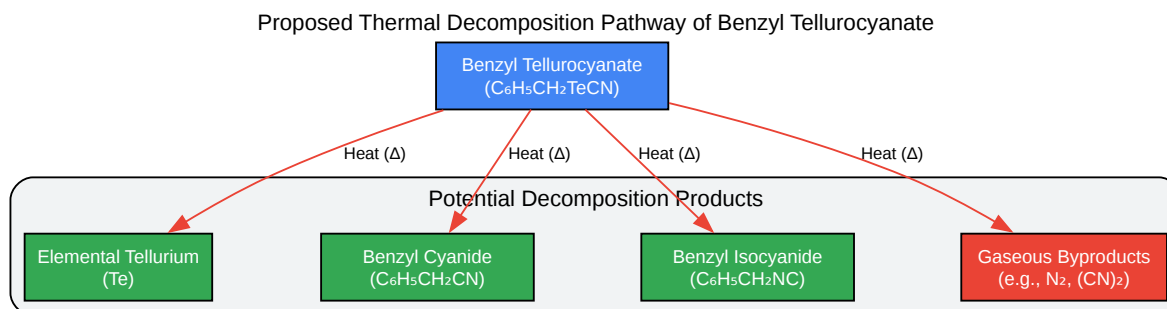 Proposed Thermal Decomposition Pathway of Benzyl Tellurocyanate
Benzyl Tellurocyanate
(C₆H₅CH₂TeCN)
Heat (Δ)
Heat (Δ)
Heat (Δ)
Heat (Δ)
Potential Decomposition Products
Elemental Tellurium
(Te)
Benzyl Cyanide
(C₆H₅CH₂CN)
Benzyl Isocyanide
(C₆H₅CH₂NC)
Gaseous Byproducts
(e.g., N₂, (CN)₂)